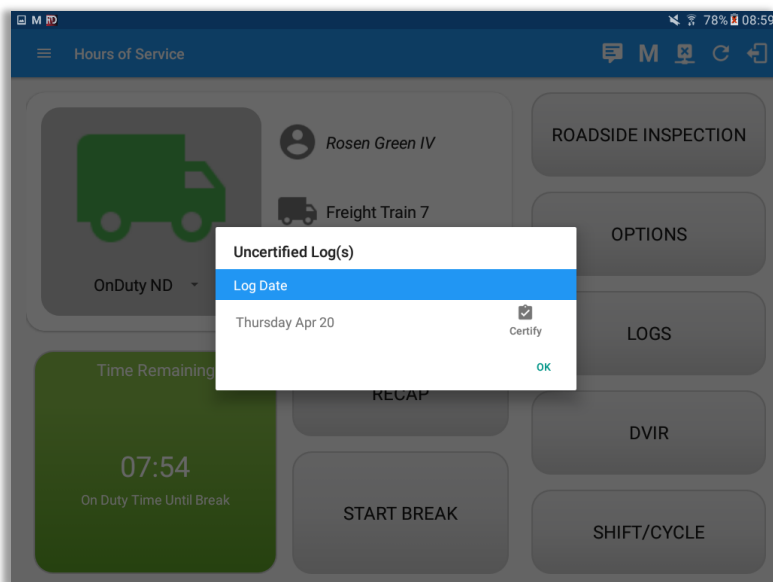 M RD 78% 08:59
Hours of Service
M
Rosen Green IV
Freight Train 7
OnDuty ND
ROADSIDE INSPECTION
OPTIONS
LOGS
DVIR
SHIFT/CYCLE
Uncertified Log(s)
Log Date
Thursday Apr 20
Certify
OK
Time Remaining
07:54
On Duty Time Until Break
RECAP
START BREAK